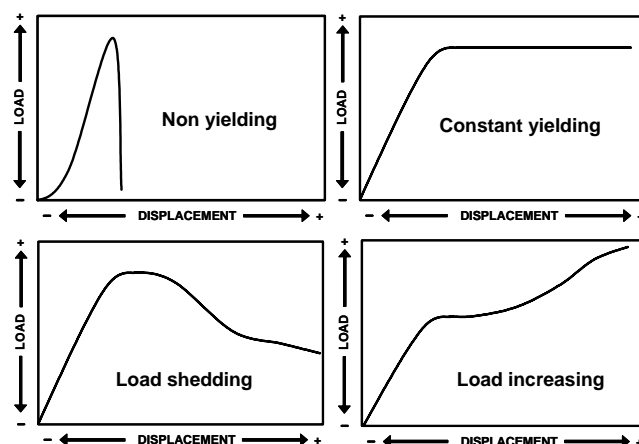 +
LOAD
Non yielding
–
– DISPLACEMENT +
+
LOAD
Constant yielding
–
– DISPLACEMENT +
+
LOAD
Load shedding
–
– DISPLACEMENT +
+
LOAD
Load increasing
–
– DISPLACEMENT +